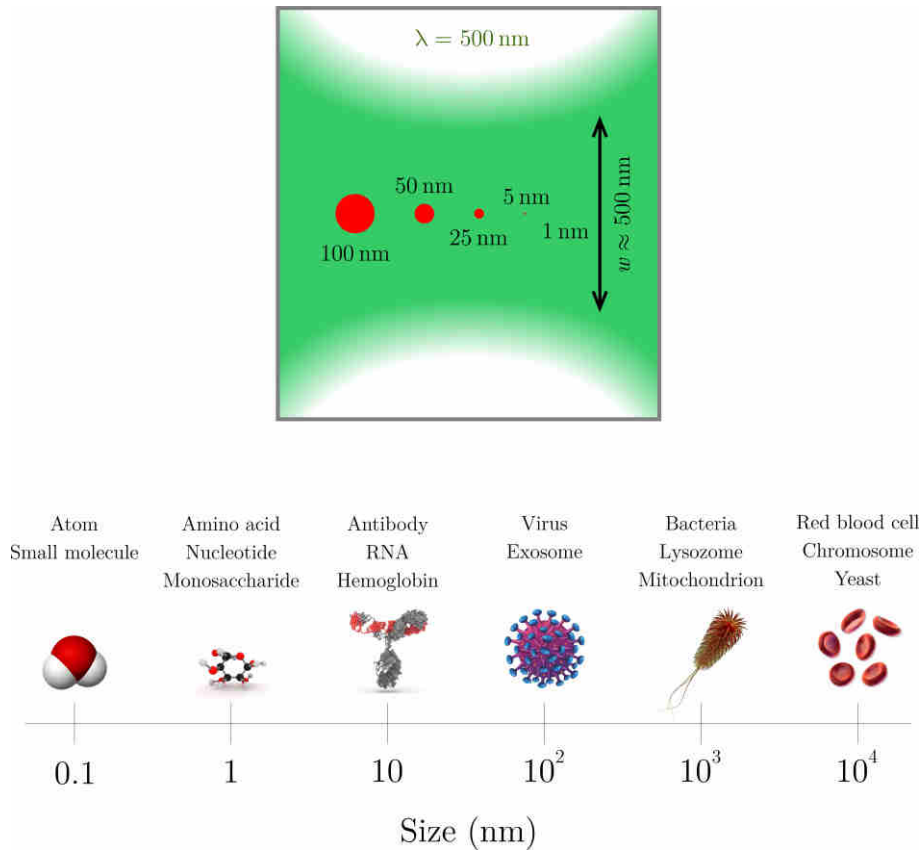 λ = 500 nm
50 nm
5 nm
100 nm
25 nm
1 nm
w ≈ 500 nm
Atom
Small molecule
Amino acid
Nucleotide
Monosaccharide
Antibody
RNA
Hemoglobin
Virus
Exosome
Bacteria
Lysozome
Mitochondrion
Red blood cell
Chromosome
Yeast
0.1
1
10
10²
10³
10⁴
Size (nm)